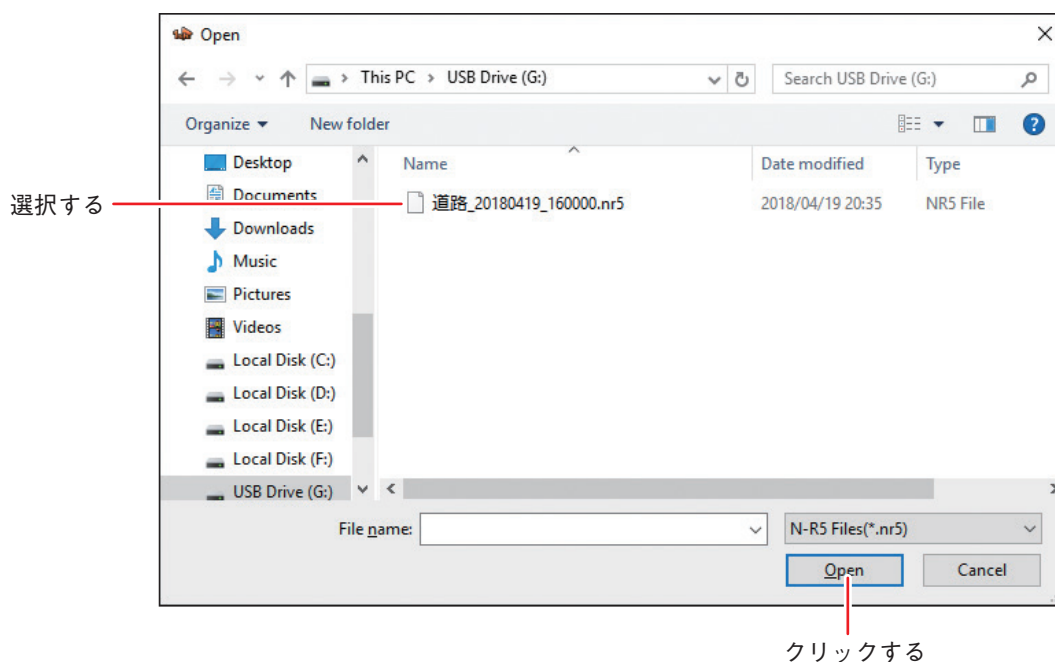 Open
This PC > USB Drive (G:)
Search USB Drive (G:)
Organize
New folder
Name
Date modified
Type
Desktop
Documents
Downloads
Music
Pictures
Videos
Local Disk (C:)
Local Disk (D:)
Local Disk (E:)
Local Disk (F:)
USB Drive (G:)
選択する
道路_20180419_160000.nr5
2018/04/19 20:35
NR5 File
File name:
N-R5 Files(*.nr5)
Open
Cancel
クリックする